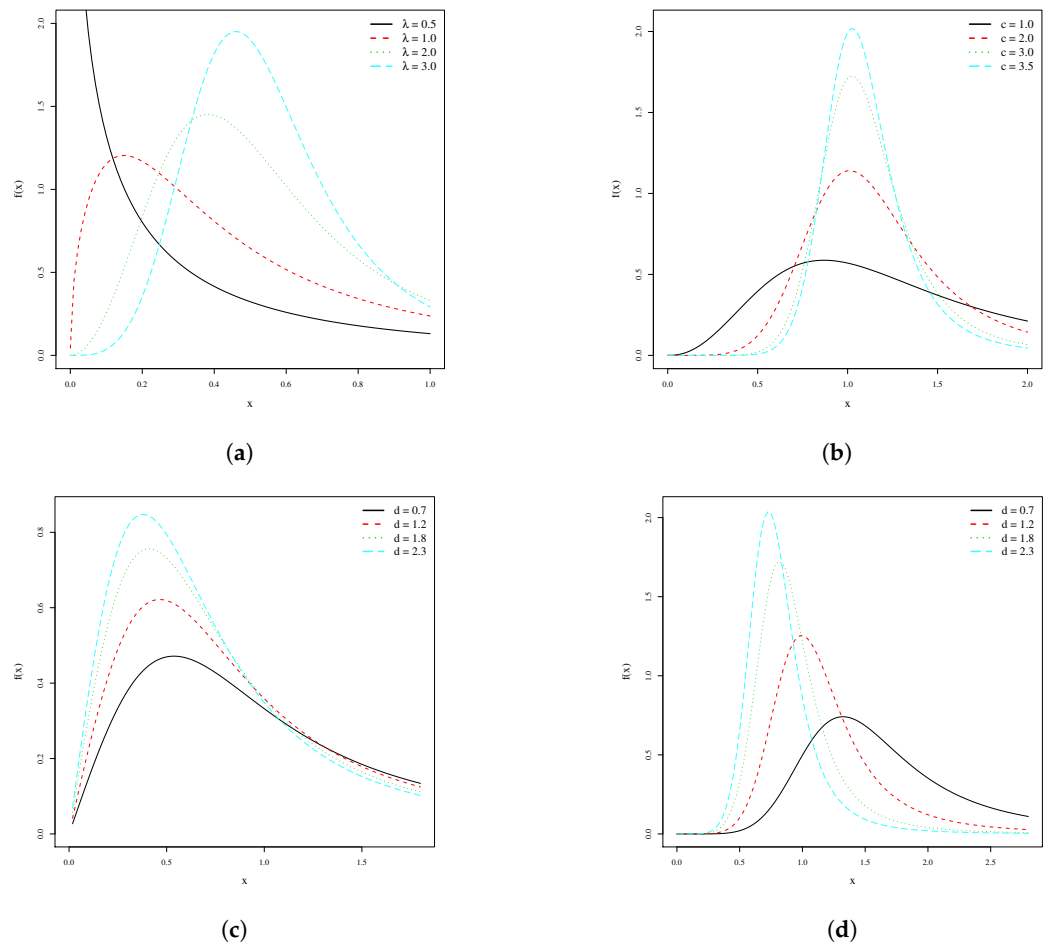 λ = 0.5
λ = 1.0
λ = 2.0
λ = 3.0
f(x)
0.0
0.5
1.0
1.5
2.0
0.0
0.2
0.4
0.6
0.8
1.0
x
(a)
c = 1.0
c = 2.0
c = 3.0
c = 3.5
f(x)
0.0
0.5
1.0
1.5
2.0
0.0
0.5
1.0
1.5
2.0
x
(b)
d = 0.7
d = 1.2
d = 1.8
d = 2.3
f(x)
0.0
0.2
0.4
0.6
0.8
0.0
0.5
1.0
1.5
x
(c)
d = 0.7
d = 1.2
d = 1.8
d = 2.3
f(x)
0.0
0.5
1.0
1.5
2.0
0.0
0.5
1.0
1.5
2.0
2.5
x
(d)